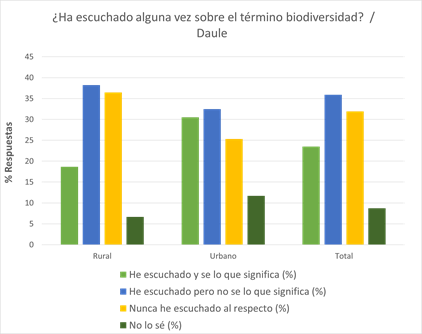 ¿Ha escuchado alguna vez sobre el término biodiversidad? /
Daule
% Respuestas
45
40
35
30
25
20
15
10
5
0
Rural
Urbano
Total
He escuchado y se lo que significa (%)
He escuchado pero no se lo que significa (%)
Nunca he escuchado al respecto (%)
No lo sé (%)